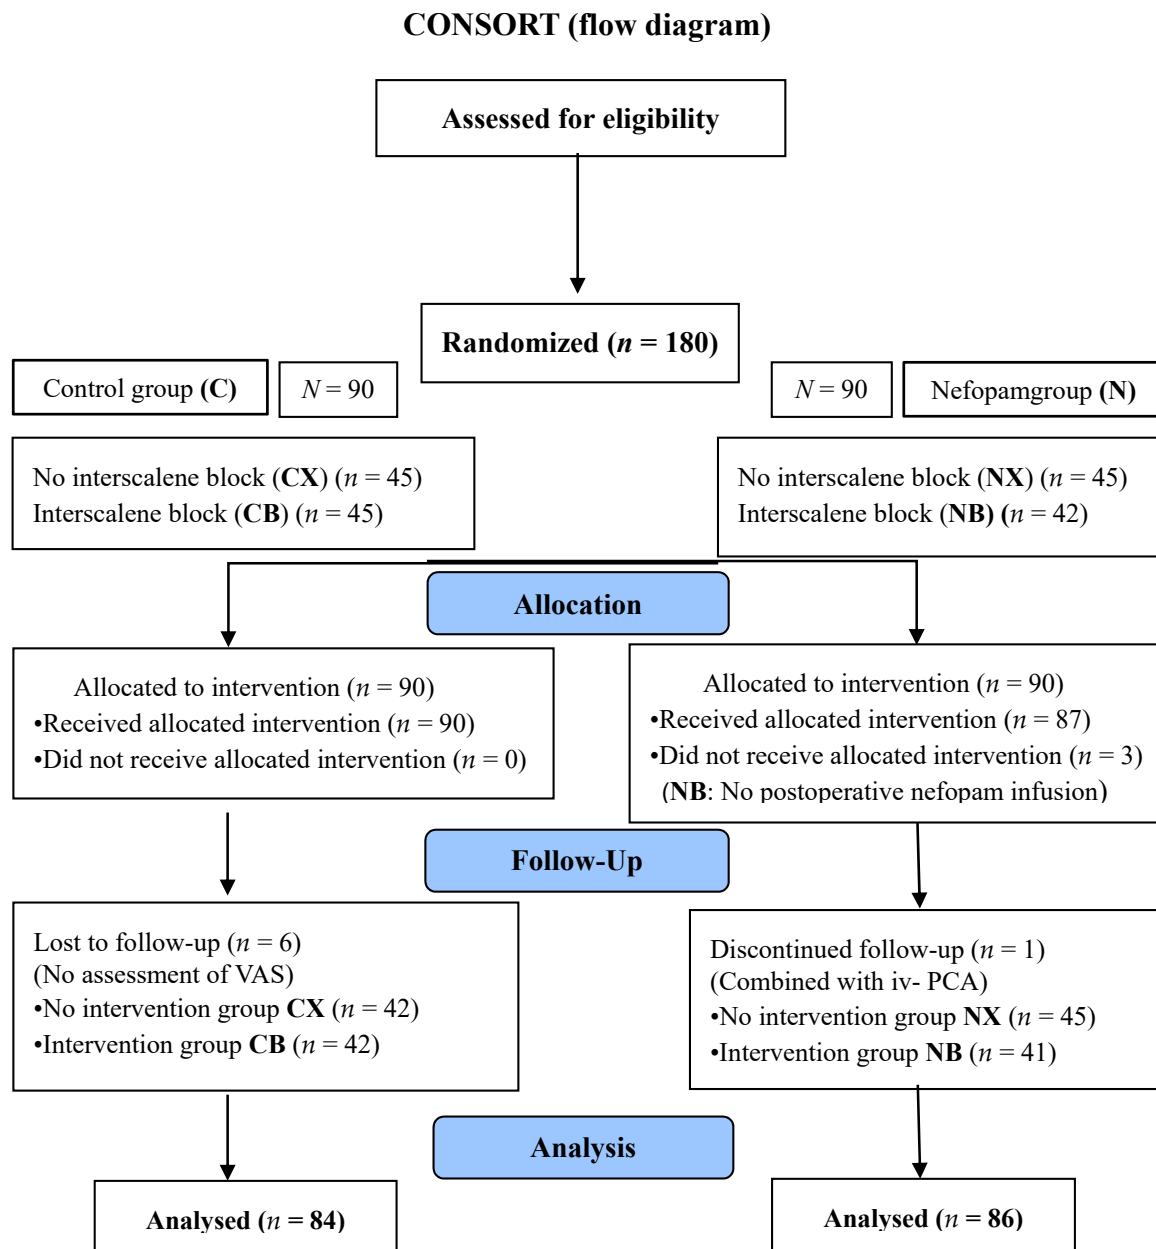 CONSORT (flow diagram)
Assessed for eligibility
Randomized (n = 180)
Control group (C)
N = 90
N = 90
Nefopamgroup (N)
No interscalene block (CX) (n = 45)
Interscalene block (CB) (n = 45)
No interscalene block (NX) (n = 45)
Interscalene block (NB) (n = 42)
Allocation
Allocated to intervention (n = 90)
•Received allocated intervention (n = 90)
•Did not receive allocated intervention (n = 0)
Allocated to intervention (n = 90)
•Received allocated intervention (n = 87)
•Did not receive allocated intervention (n = 3)
(NB: No postoperative nefopam infusion)
Follow-Up
Lost to follow-up (n = 6)
(No assessment of VAS)
•No intervention group CX (n = 42)
•Intervention group CB (n = 42)
Discontinued follow-up (n = 1)
(Combined with iv- PCA)
•No intervention group NX (n = 45)
•Intervention group NB (n = 41)
Analysis
Analysed (n = 84)
Analysed (n = 86)